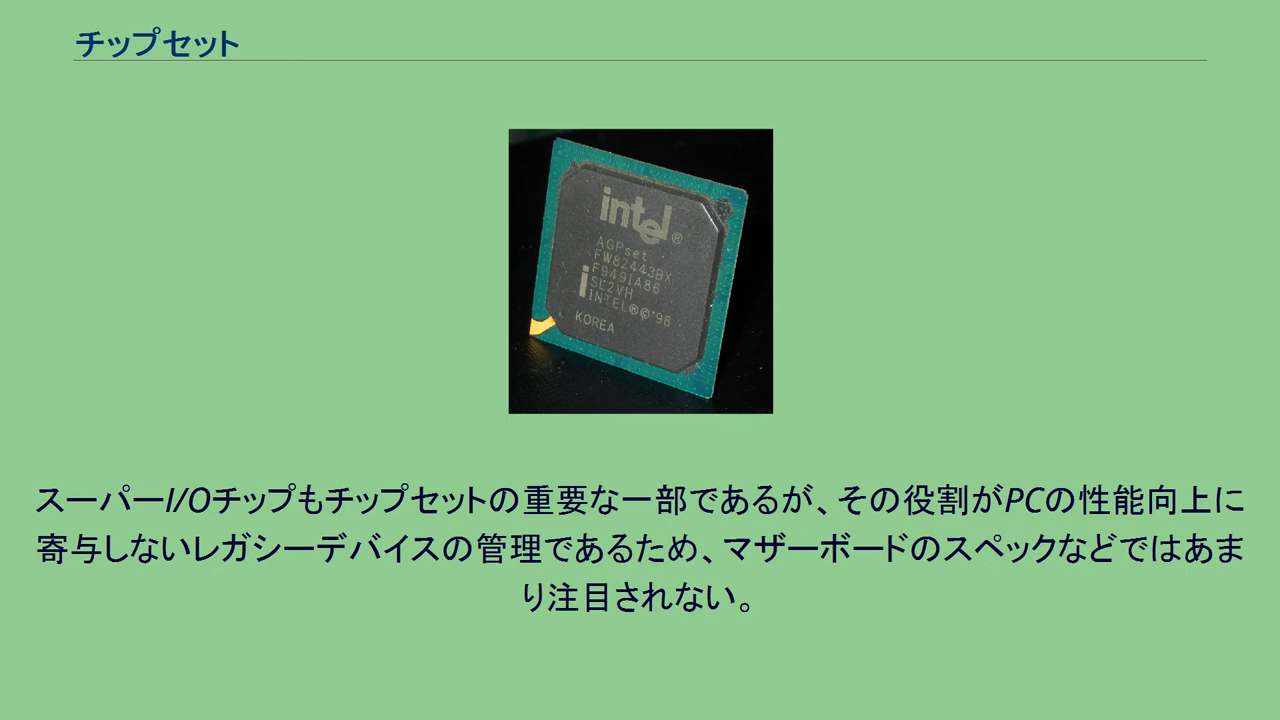 チップセット
intel®
AGPset
FW82443BX
F949IA86
SL2VH
i INTEL®©'98
KOREA
スーパーI/Oチップもチップセットの重要な一部であるが、その役割がPCの性能向上に
寄与しないレガシーデバイスの管理であるため、マザーボードのスペックなどではあま
り注目されない。